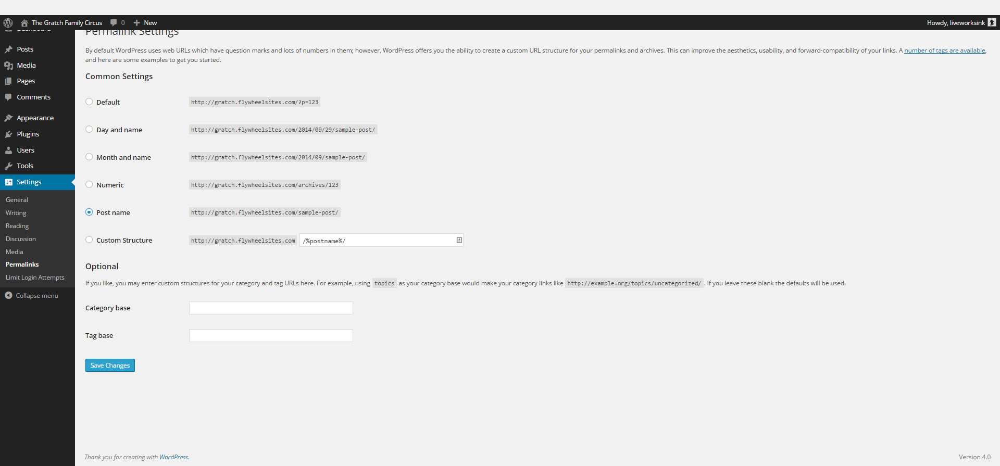 The Gratch Family Circus
0
New
Howdy, liveworksink
Dashboard
Posts
Media
Pages
Comments
Appearance
Plugins
Users
Tools
Settings
General
Writing
Reading
Discussion
Media
Permalinks
Limit Login Attempts
Collapse menu
Permalink Settings
By default WordPress uses web URLs which have question marks and lots of numbers in them; however, WordPress offers you the ability to create a custom URL structure for your permalinks and archives. This can improve the aesthetics, usability, and forward-compatibility of your links. A number of tags are available,
and here are some examples to get you started.
Common Settings
Default http://gratch.flywheelsites.com/?p=123
Day and name http://gratch.flywheelsites.com/2014/09/29/sample-post/
Month and name http://gratch.flywheelsites.com/2014/09/sample-post/
Numeric http://gratch.flywheelsites.com/archives/123
Post name http://gratch.flywheelsites.com/sample-post/
Custom Structure http://gratch.flywheelsites.com /%postname%/
Optional
If you like, you may enter custom structures for your category and tag URLs here. For example, using topics as your category base would make your category links like http://example.org/topics/uncategorized/ . If you leave these blank the defaults will be used.
Category base
Tag base
Save Changes
Thank you for creating with WordPress.
Version 4.0